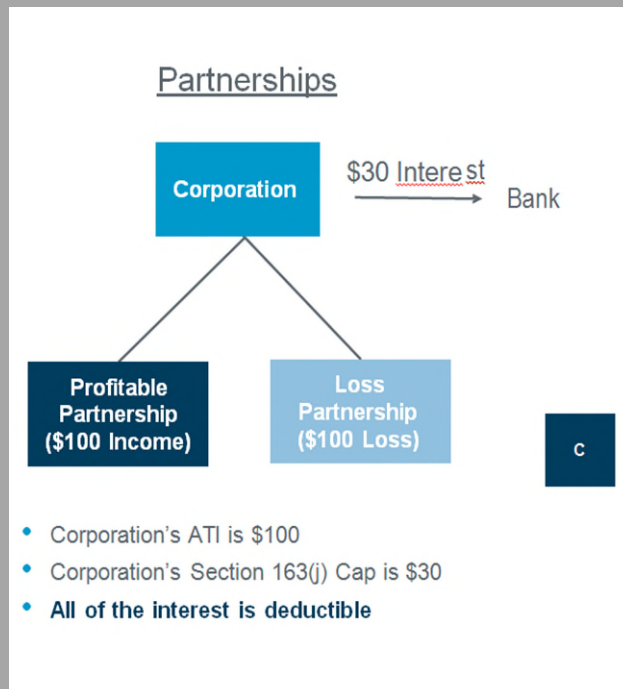 Partnerships
Corporation
$30 Interest
Bank
Profitable
Partnership
($100 Income)
Loss
Partnership
($100 Loss)
C
• Corporation's ATI is $100
• Corporation's Section 163(j) Cap is $30
• All of the interest is deductible